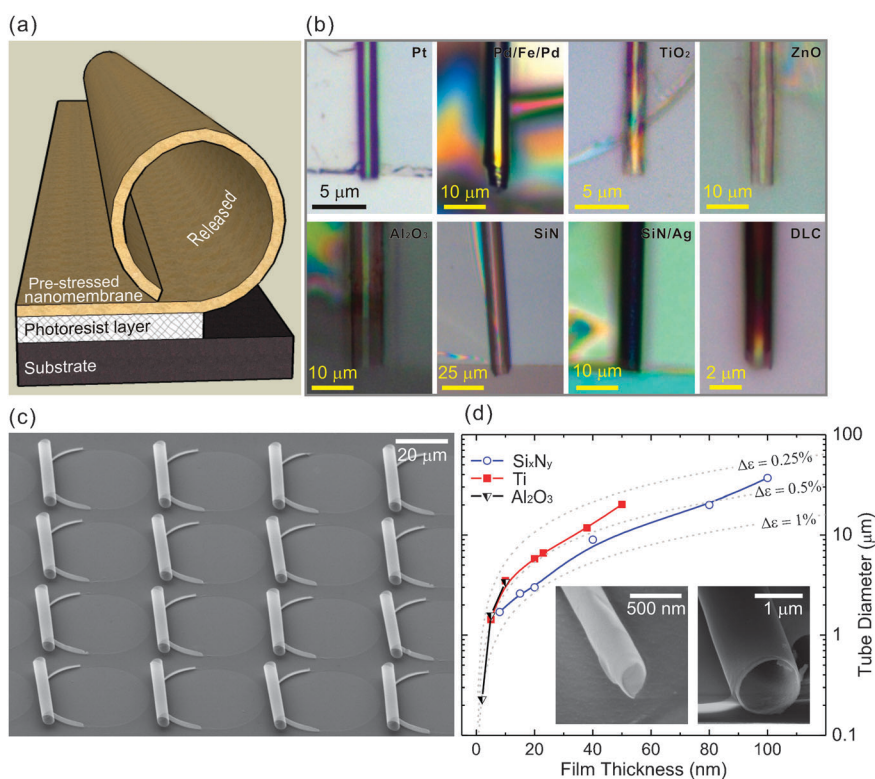 (a)
Released
Pre-stressed
nanomembrane
Photoresist layer
Substrate
(b)
Pt
5 μm
Pd/Fe/Pd
10 μm
TiO₂
5 μm
ZnO
10 μm
Al₂O₃
10 μm
SiN
25 μm
SiN/Ag
10 μm
DLC
2 μm
(c)
20 μm
(d)
SiₓNᵧ
Ti
Al₂O₃
Δε = 0.25%
Δε = 0.5%
Δε = 1%
500 nm
1 μm
100
10
1
0.1
Tube Diameter (μm)
0 20 40 60 80 100
Film Thickness (nm)